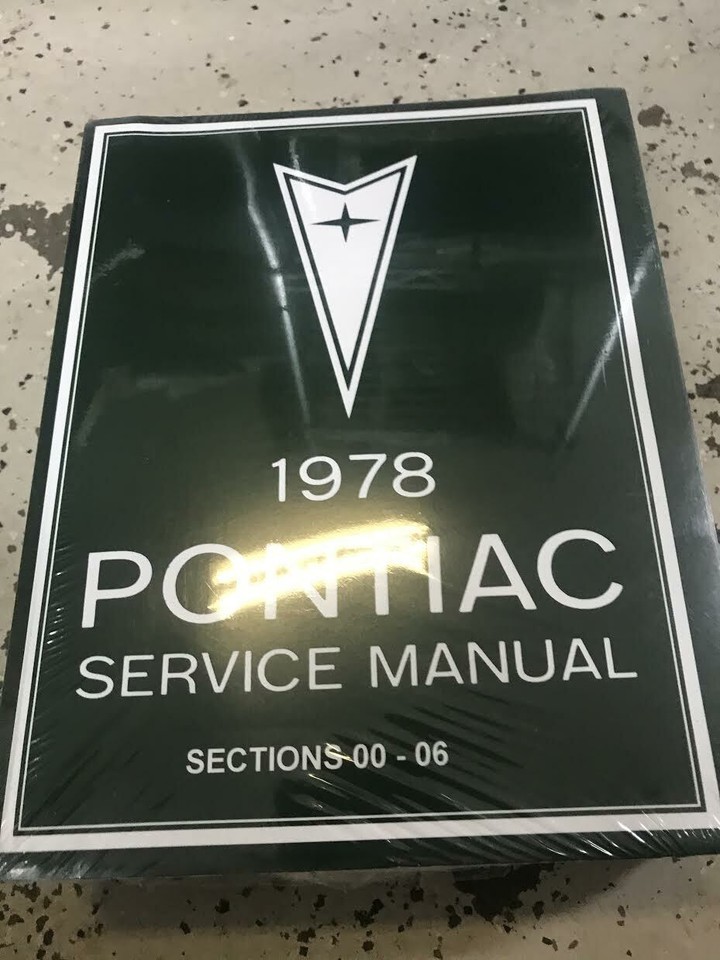 1978
PONTIAC
SERVICE MANUAL
SECTIONS 00 - 06